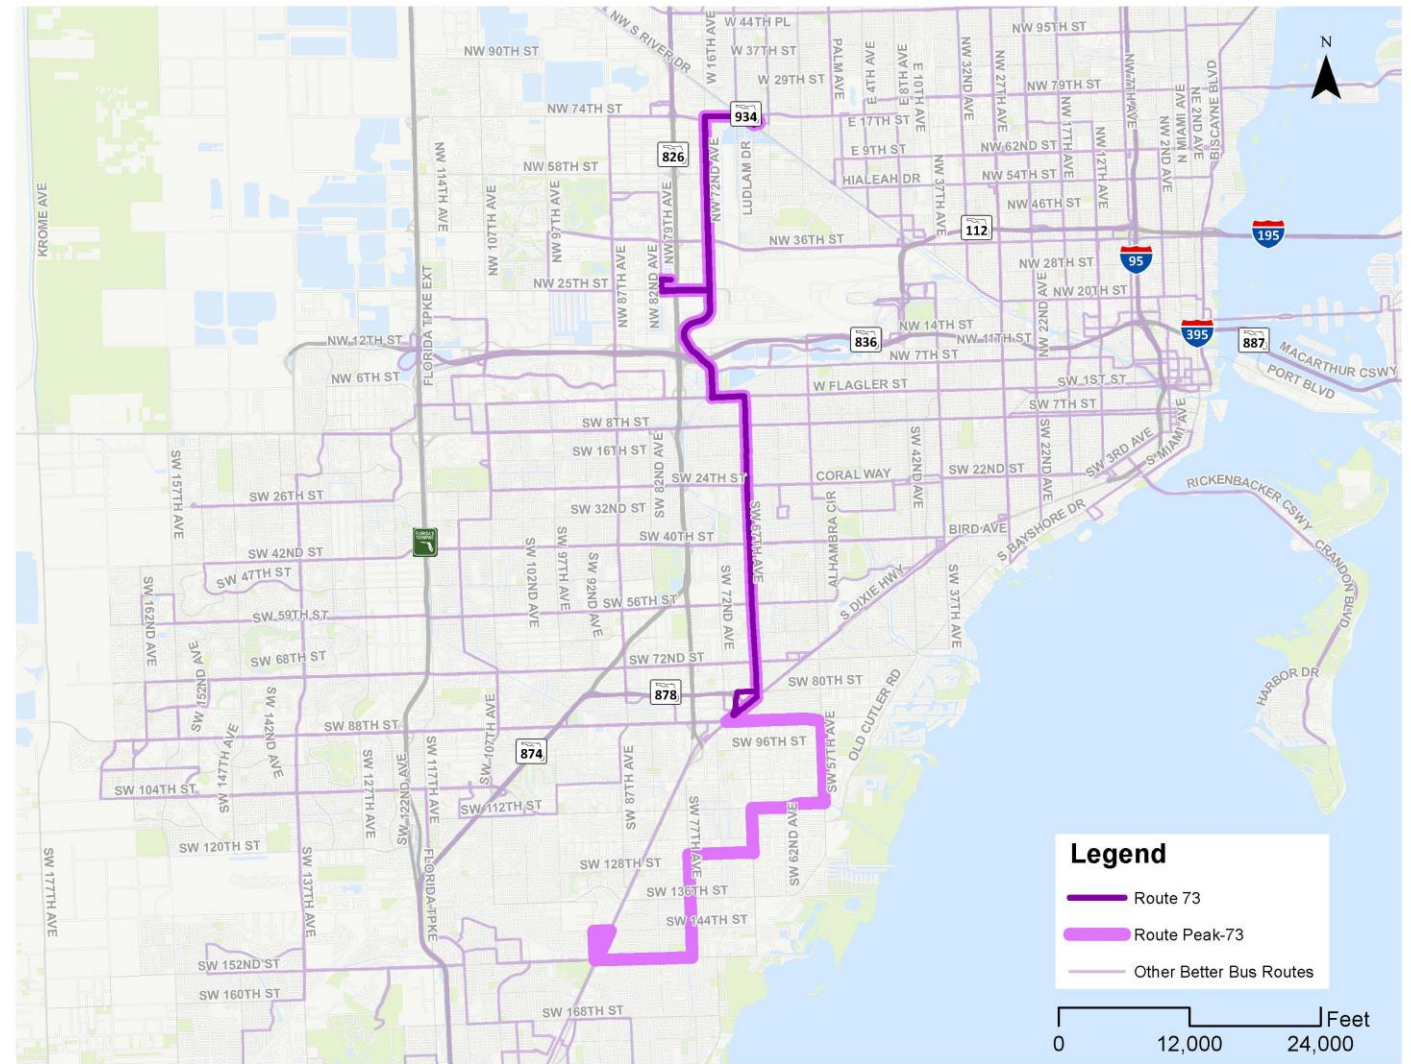 W 44TH PL
NW 95TH ST
NW S RIVER DR
W 16TH AVE
NW 90TH ST
W 37TH ST
PALM AVE
E 4TH AVE
E 8TH AVE
E 10TH AVE
NW 32ND AVE
NW 27TH AVE
NW 7TH AVE
BISCAYNE BLVD
N
W 29TH ST
NW 79TH ST
NW 17TH AVE
N MIAMI AVE
NE 2ND AVE
NW 2ND AVE
NW 12TH AVE
NW 74TH ST
934
E 17TH ST
E 9TH ST
NW 62ND ST
826
NW 58TH ST
NW 114TH AVE
NW 107TH AVE
NW 97TH AVE
NW 79TH AVE
NW 72ND AVE
LUDLAM DR
HIALEAH DR
NW 37TH AVE
NW 54TH ST
NW 46TH ST
KROME AVE
NW 36TH ST
112
195
95
NW 87TH AVE
NW 82ND AVE
NW 28TH ST
NW 25TH ST
NW 20TH ST
NW 22ND AVE
FLORIDA TPKE EXT
NW 14TH ST
395
887
NW 12TH ST
836
NW 11TH ST
NW 7TH ST
MACARTHUR CSWY
PORT BLVD
NW 6TH ST
W FLAGLER ST
SW 1ST ST
SW 7TH ST
SW 8TH ST
SW 16TH ST
SW 82ND AVE
SW 42ND AVE
SW 22ND AVE
SW 3RD AVE
S MIAMI AVE
SW 157TH AVE
SW 24TH ST
CORAL WAY
SW 22ND ST
SW 26TH ST
RICKENBACKER CSWY
SW 32ND ST
SW 67TH AVE
ALHAMBRA CIR
BIRD AVE
S BAYSHORE DR
FLORIDA'S TURNPIKE
SW 40TH ST
SW 42ND ST
SW 47TH ST
SW 102ND AVE
SW 97TH AVE
SW 92ND AVE
SW 72ND AVE
S DIXIE HWY
SW 37TH AVE
CRANDON BLVD
SW 162ND AVE
SW 59TH ST
SW 56TH ST
SW 152ND AVE
SW 68TH ST
SW 72ND ST
SW 80TH ST
HARBOR DR
878
OLD CUTLER RD
SW 142ND AVE
SW 147TH AVE
SW 88TH ST
SW 107TH AVE
874
SW 96TH ST
SW 57TH AVE
SW 127TH AVE
SW 122ND AVE
SW 117TH AVE
SW 87TH AVE
SW 104TH ST
SW 112TH ST
SW 77TH AVE
SW 62ND AVE
SW 120TH ST
SW 177TH AVE
SW 137TH AVE
FLORIDA TPKE
SW 128TH ST
SW 136TH ST
SW 144TH ST
SW 152ND ST
SW 160TH ST
SW 168TH ST
Legend
Route 73
Route Peak-73
Other Better Bus Routes
Feet
0 12,000 24,000